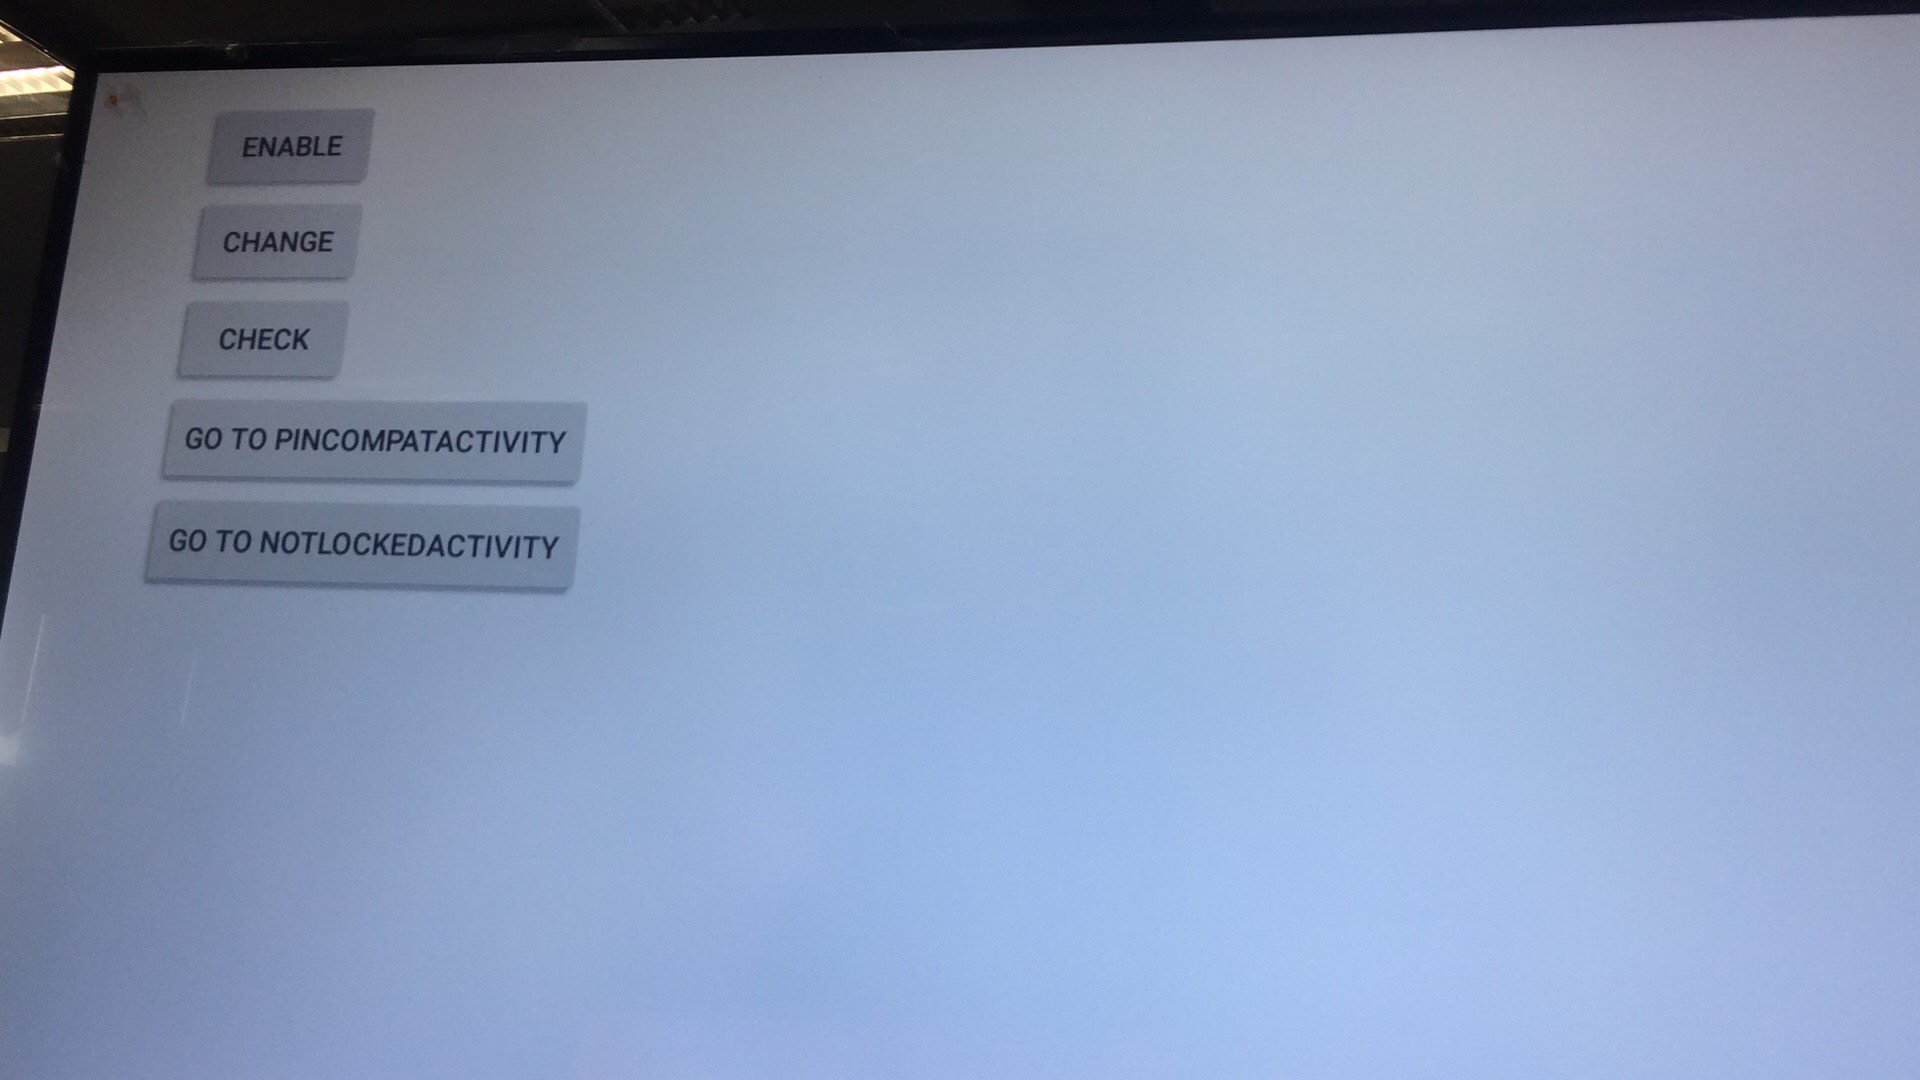 ENABLE
CHANGE
CHECK
GO TO PINCOMPATACTIVITY
GO TO NOTLOCKEDACTIVITY